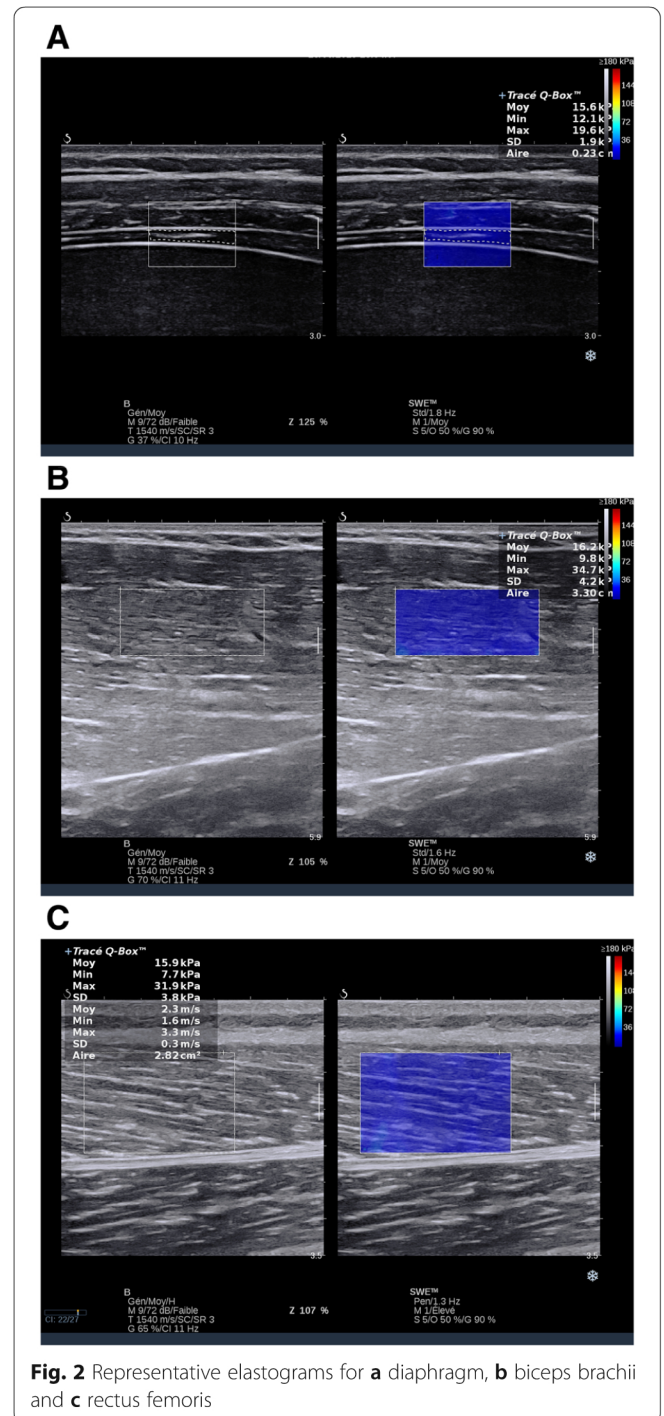 A
≥180 kPa
+Tracé Q-Box™
Moy 15.6 kP
Min 12.1 kP
Max 19.6 kP
SD 1.9 kP
Aire 0.23 c
144
108
72
36
3.0
B
Gén/Moy
M 9/72 dB/Faible
T 1540 m/s/SC/SR 3
G 37 %/CI 10 Hz
Z 125 %
SWE™
Std/1.8 Hz
M 1/Moy
S 5/O 50 %/G 90 %
3.0
B
≥180 kPa
+Tracé Q-Box™
Moy 16.2 k
Min 9.8 k
Max 34.7 k
SD 4.2 k
Aire 3.30 c
144
108
72
36
5.9
5.9
B
Gén/Moy
M 9/72 dB/Faible
T 1540 m/s/SC/SR 3
G 70 %/CI 11 Hz
Z 105 %
SWE™
Std/1.6 Hz
M 1/Moy
S 5/O 50 %/G 90 %
C
+Tracé Q-Box™
Moy 15.9 kPa
Min 7.7 kPa
Max 31.9 kPa
SD 3.8 kPa
Moy 2.3 m/s
Min 1.6 m/s
Max 3.3 m/s
SD 0.3 m/s
Aire 2.82 cm²
≥180 kPa
144
108
72
36
3.5
3.5
CI: 22/27
B
Gén/Moy/H
M 9/72 dB/Faible
T 1540 m/s/SC/SR 3
G 65 %/CI 11 Hz
Z 107 %
SWE™
Pen/1.3 Hz
M 1/Élevé
S 5/O 50 %/G 90 %
Fig. 2 Representative elastograms for a diaphragm, b biceps brachii
and c rectus femoris